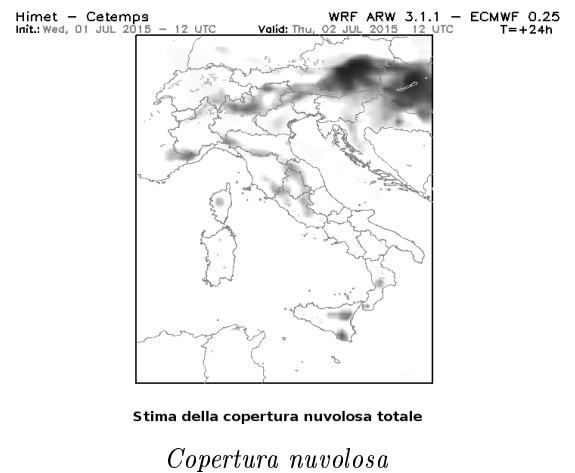 Himet – Cetemps WRF ARW 3.1.1 – ECMWF 0.25
Init.: Wed, 01 JUL 2015 – 12 UTC Valid: Thu, 02 JUL 2015 12 UTC T=+24h
Stima della copertura nuvolosa totale
Copertura nuvolosa